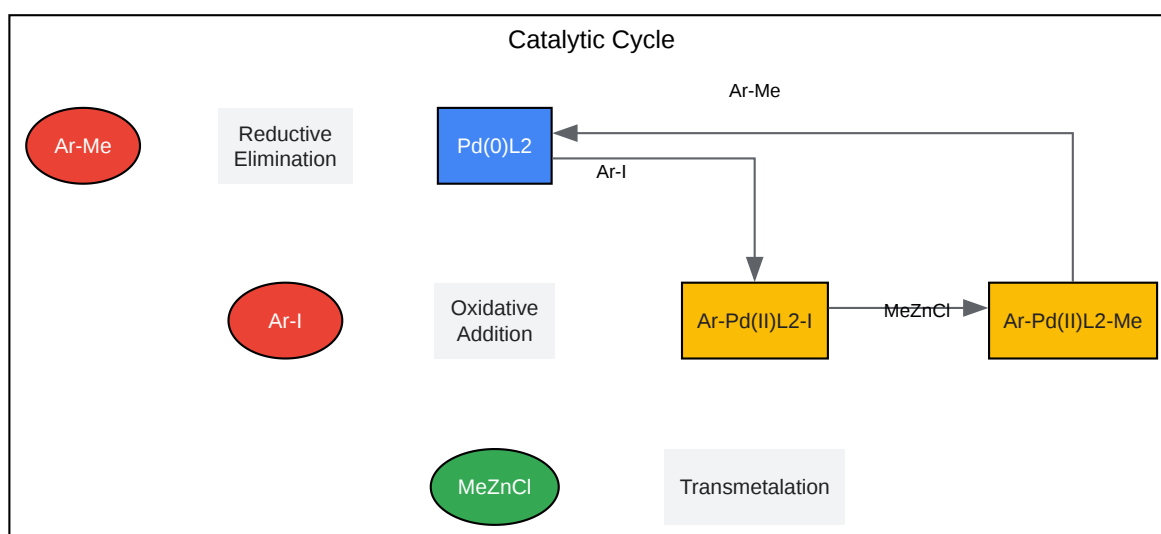 Catalytic Cycle
Ar-Me
Ar-Me
Reductive
Elimination
Pd(0)L2
Ar-I
Ar-I
Oxidative
Addition
Ar-Pd(II)L2-I
MeZnCl
Ar-Pd(II)L2-Me
MeZnCl
Transmetalation